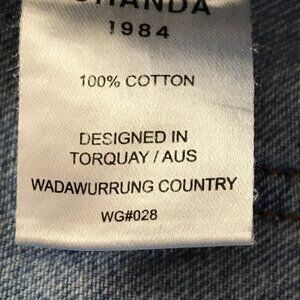 1984
100% COTTON
DESIGNED IN
TORQUAY / AUS
WADAWURRUNG COUNTRY
WG#028